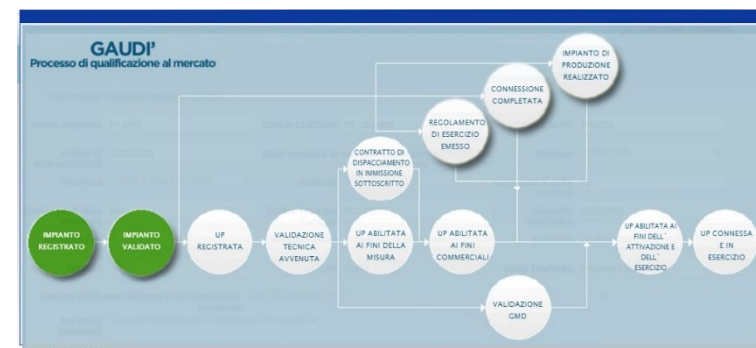 GAUDI'
Processo di qualificazione al mercato
IMPIANTO DI
PRODUZIONE
REALIZZATO
CONNESSIONE
COMPLETATA
REGOLAMENTO
DI ESERCIZIO
EMESSO
CONTRATTO DI
DISPACCIAMENTO
IN IMMISSIONE
SOTTOSCRITTO
IMPIANTO
REGISTRATO
IMPIANTO
VALIDATO
UP
REGISTRATA
VALIDAZIONE
TECNICA
AVVENUTA
UP ABILITATA
AI FINI DELLA
MISURA
UP ABILITATA
AI FINI
COMMERCIALI
UP ABILITATA AI
FINI DELL'
ATTIVAZIONE E
DELL'
ESERCIZIO
UP CONNESSA
E IN
ESERCIZIO
VALIDAZIONE
GMD